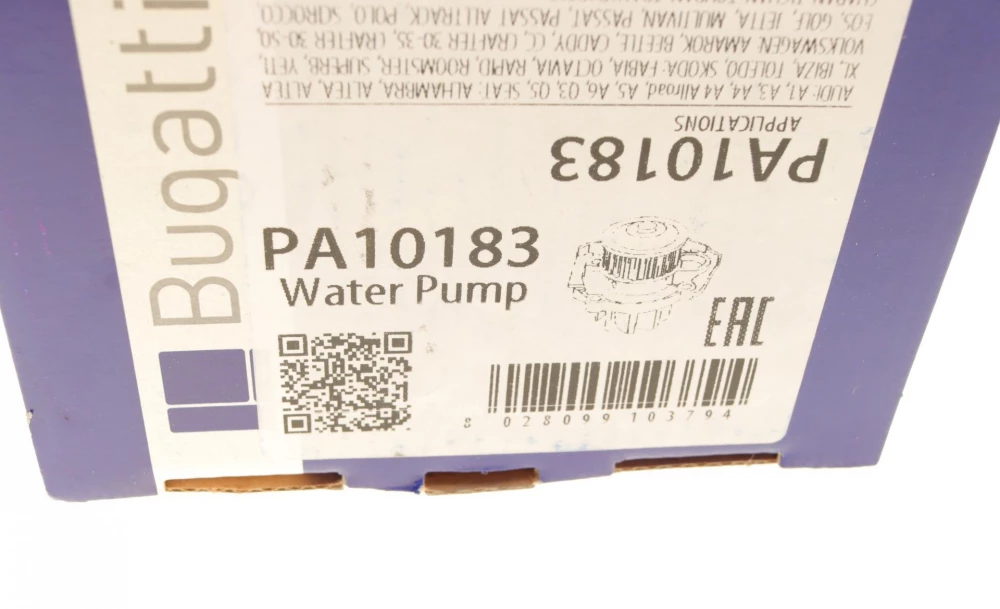 Bugatti
PA10183
Water Pump
EAC
8 028099 103794
PA10183
APPLICATIONS
AUDI: A1, A3, A4, A4 Allroad, A5, A6, Q3, Q5, SEAT: ALHAMBRA, ALTEA, ALTEA
XL, IBIZA, TOLEDO, SKODA: FABIA, OCTAVIA, RAPID, ROOMSTER, SUPERB, YETI,
VOLKSWAGEN: AMAROK, BEETLE, CADDY, CC, CRAFTER 30-35, CRAFTER 30-50,
EOS, GOLF, JETTA, MULTIVAN, PASSAT, PASSAT ALLTRACK, POLO, SCIROCCO,